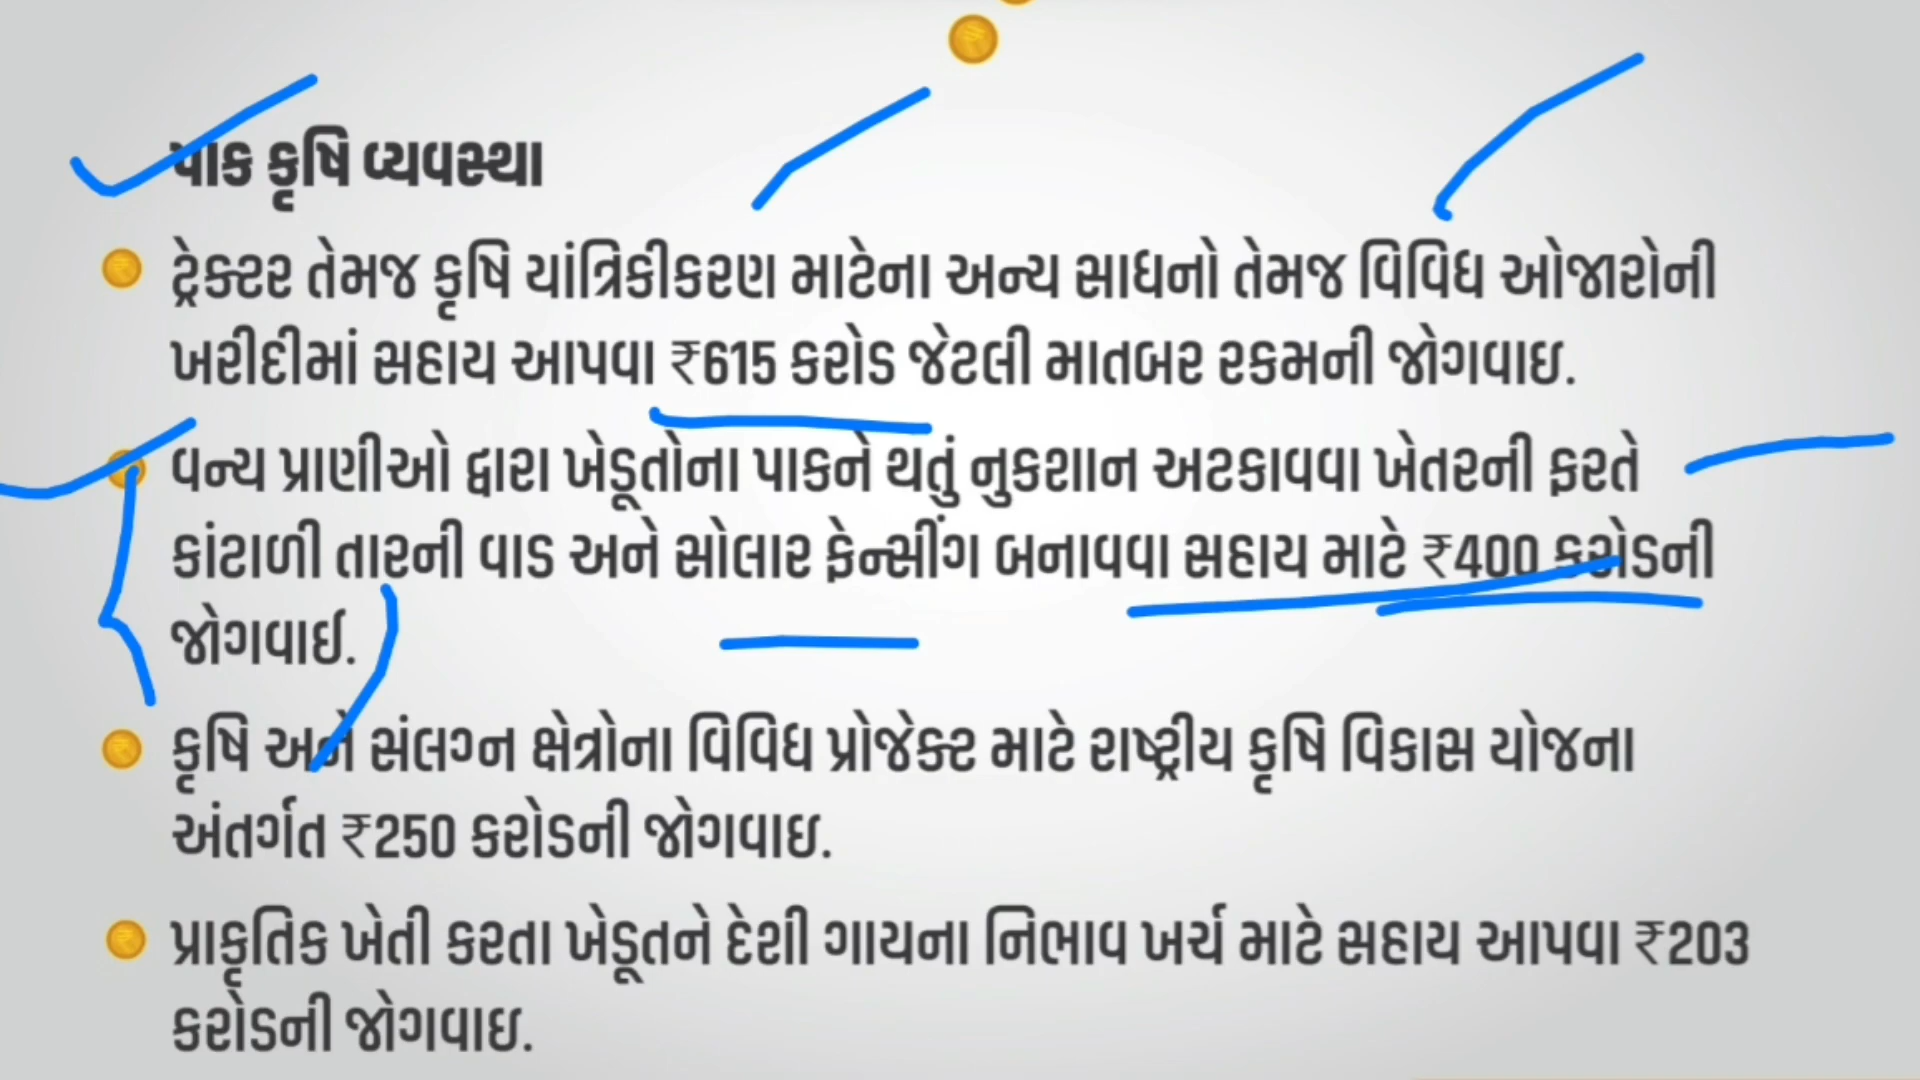 પાક કૃષિ વ્યવસ્થા
ટ્રેક્ટર તેમજ કૃષિ યાંત્રિકીકરણ માટેના અન્ય સાધનો તેમજ વિવિધ ઓજારોની
ખરીદીમાં સહાય આપવા ₹615 કરોડ જેટલી માતબર રકમની જોગવાઇ.
વન્ય પ્રાણીઓ દ્વારા ખેડૂતોના પાકને થતું નુકશાન અટકાવવા ખેતરની ફરતે
કાંટાળી તારની વાડ અને સોલાર ફેન્સીંગ બનાવવા સહાય માટે ₹400 કરોડની
જોગવાઈ.
કૃષિ અને સંલગ્ન ક્ષેત્રોના વિવિધ પ્રોજેક્ટ માટે રાષ્ટ્રીય કૃષિ વિકાસ યોજના
અંતર્ગત ₹250 કરોડની જોગવાઇ.
પ્રાકૃતિક ખેતી કરતા ખેડૂતને દેશી ગાયના નિભાવ ખર્ચ માટે સહાય આપવા ₹203
કરોડની જોગવાઇ.